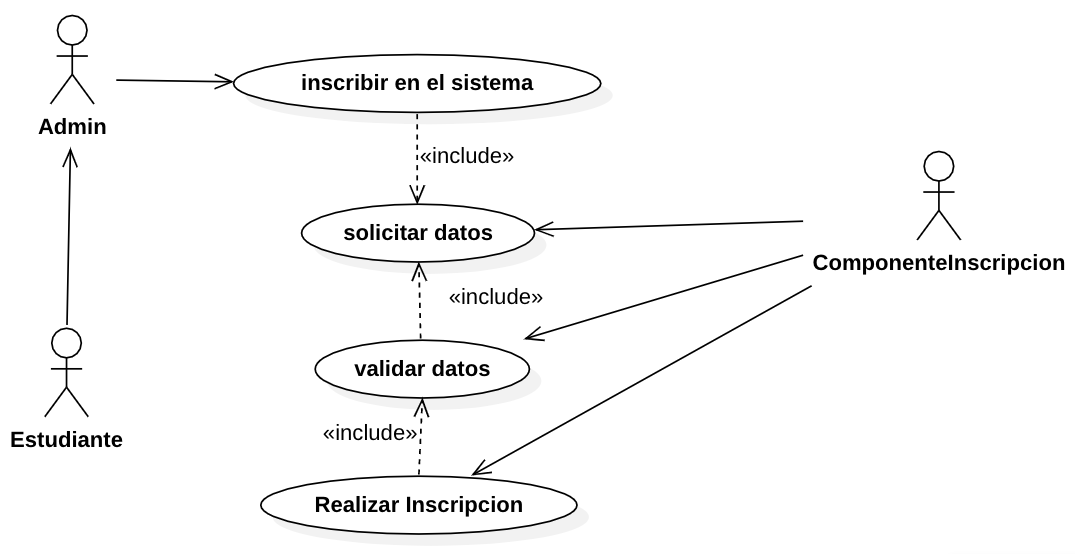 inscribir en el sistema
Admin
«include»
solicitar datos
ComponenteInscripcion
«include»
validar datos
«include»
Estudiante
Realizar Inscripcion